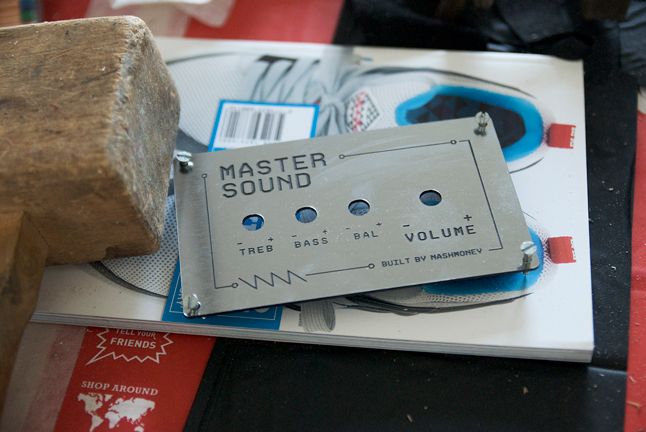 MASTER
SOUND
- + - + - + - +
TREB BASS BAL VOLUME
BUILT BY NASHMONEY
TELL YOUR
FRIENDS
SHOP AROUND